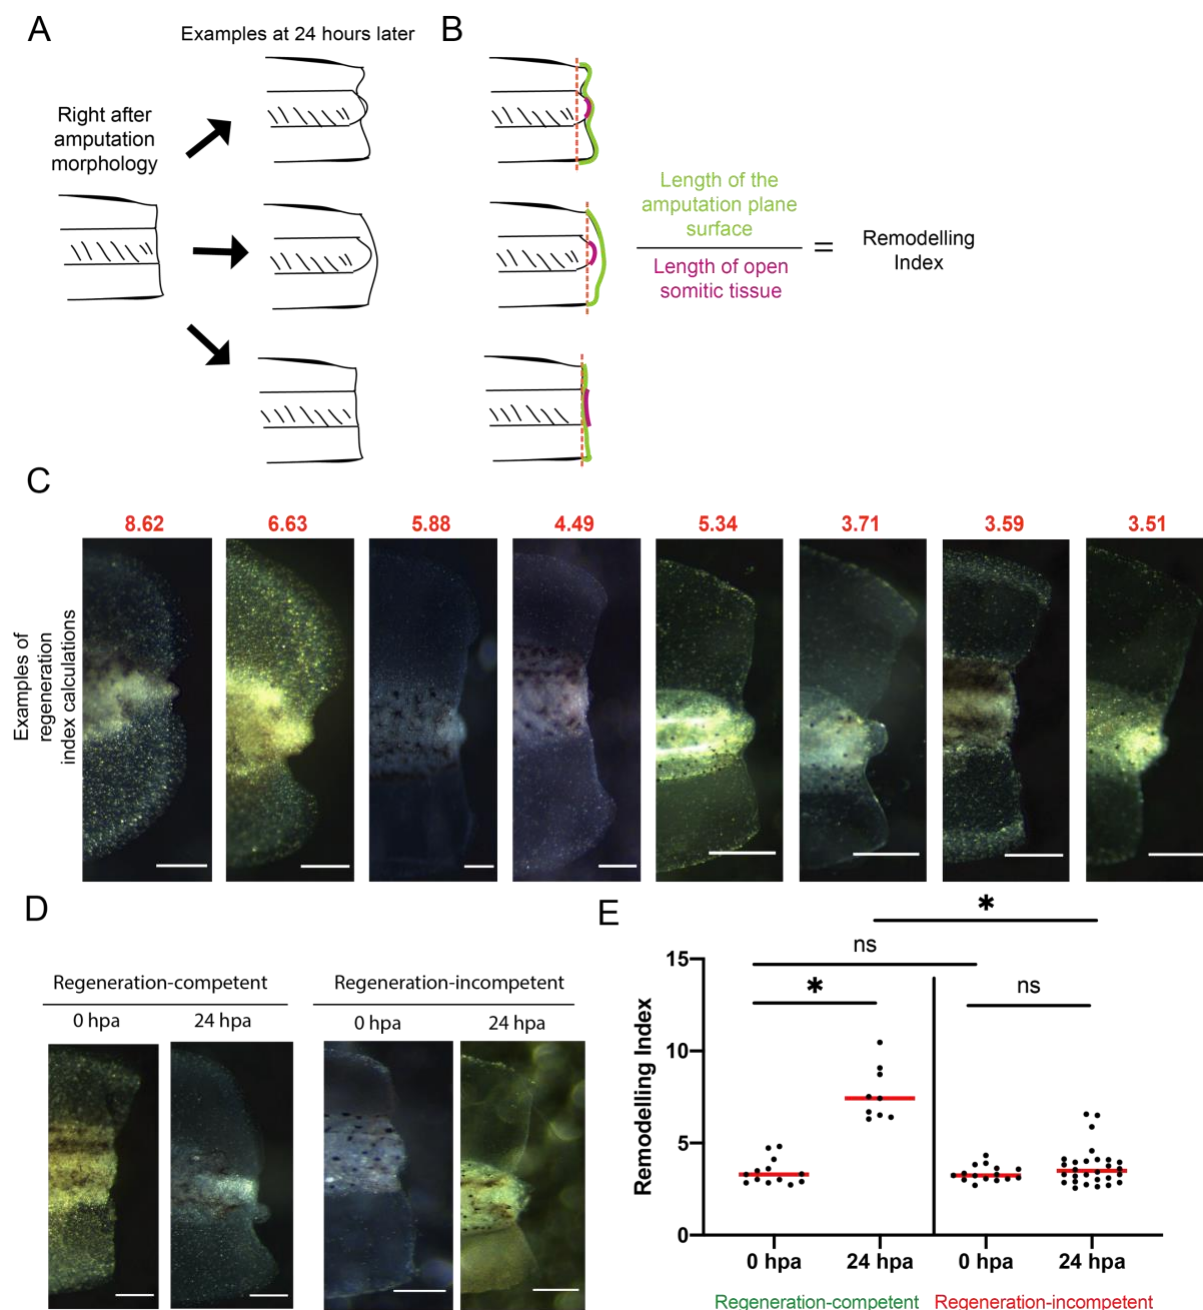 A
Examples at 24 hours later
B
Right after
amputation
morphology
Length of the
amputation plane
surface
Length of open
somitic tissue
=
Remodelling
Index
C
8.62 6.63 5.88 4.49 5.34 3.71 3.59 3.51
Examples of
regeneration
index calculations
D
Regeneration-competent
0 hpa 24 hpa
Regeneration-incompetent
0 hpa 24 hpa
E
*
ns
*
ns
Remodelling Index
15
10
5
0
0 hpa 24 hpa 0 hpa 24 hpa
Regeneration-competent Regeneration-incompetent